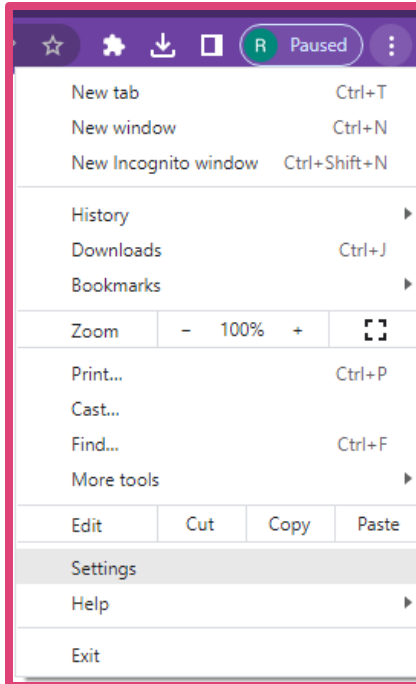 R Paused
New tab Ctrl+T
New window Ctrl+N
New Incognito window Ctrl+Shift+N
History
Downloads Ctrl+J
Bookmarks
Zoom - 100% +
Print... Ctrl+P
Cast...
Find... Ctrl+F
More tools
Edit Cut Copy Paste
Settings
Help
Exit